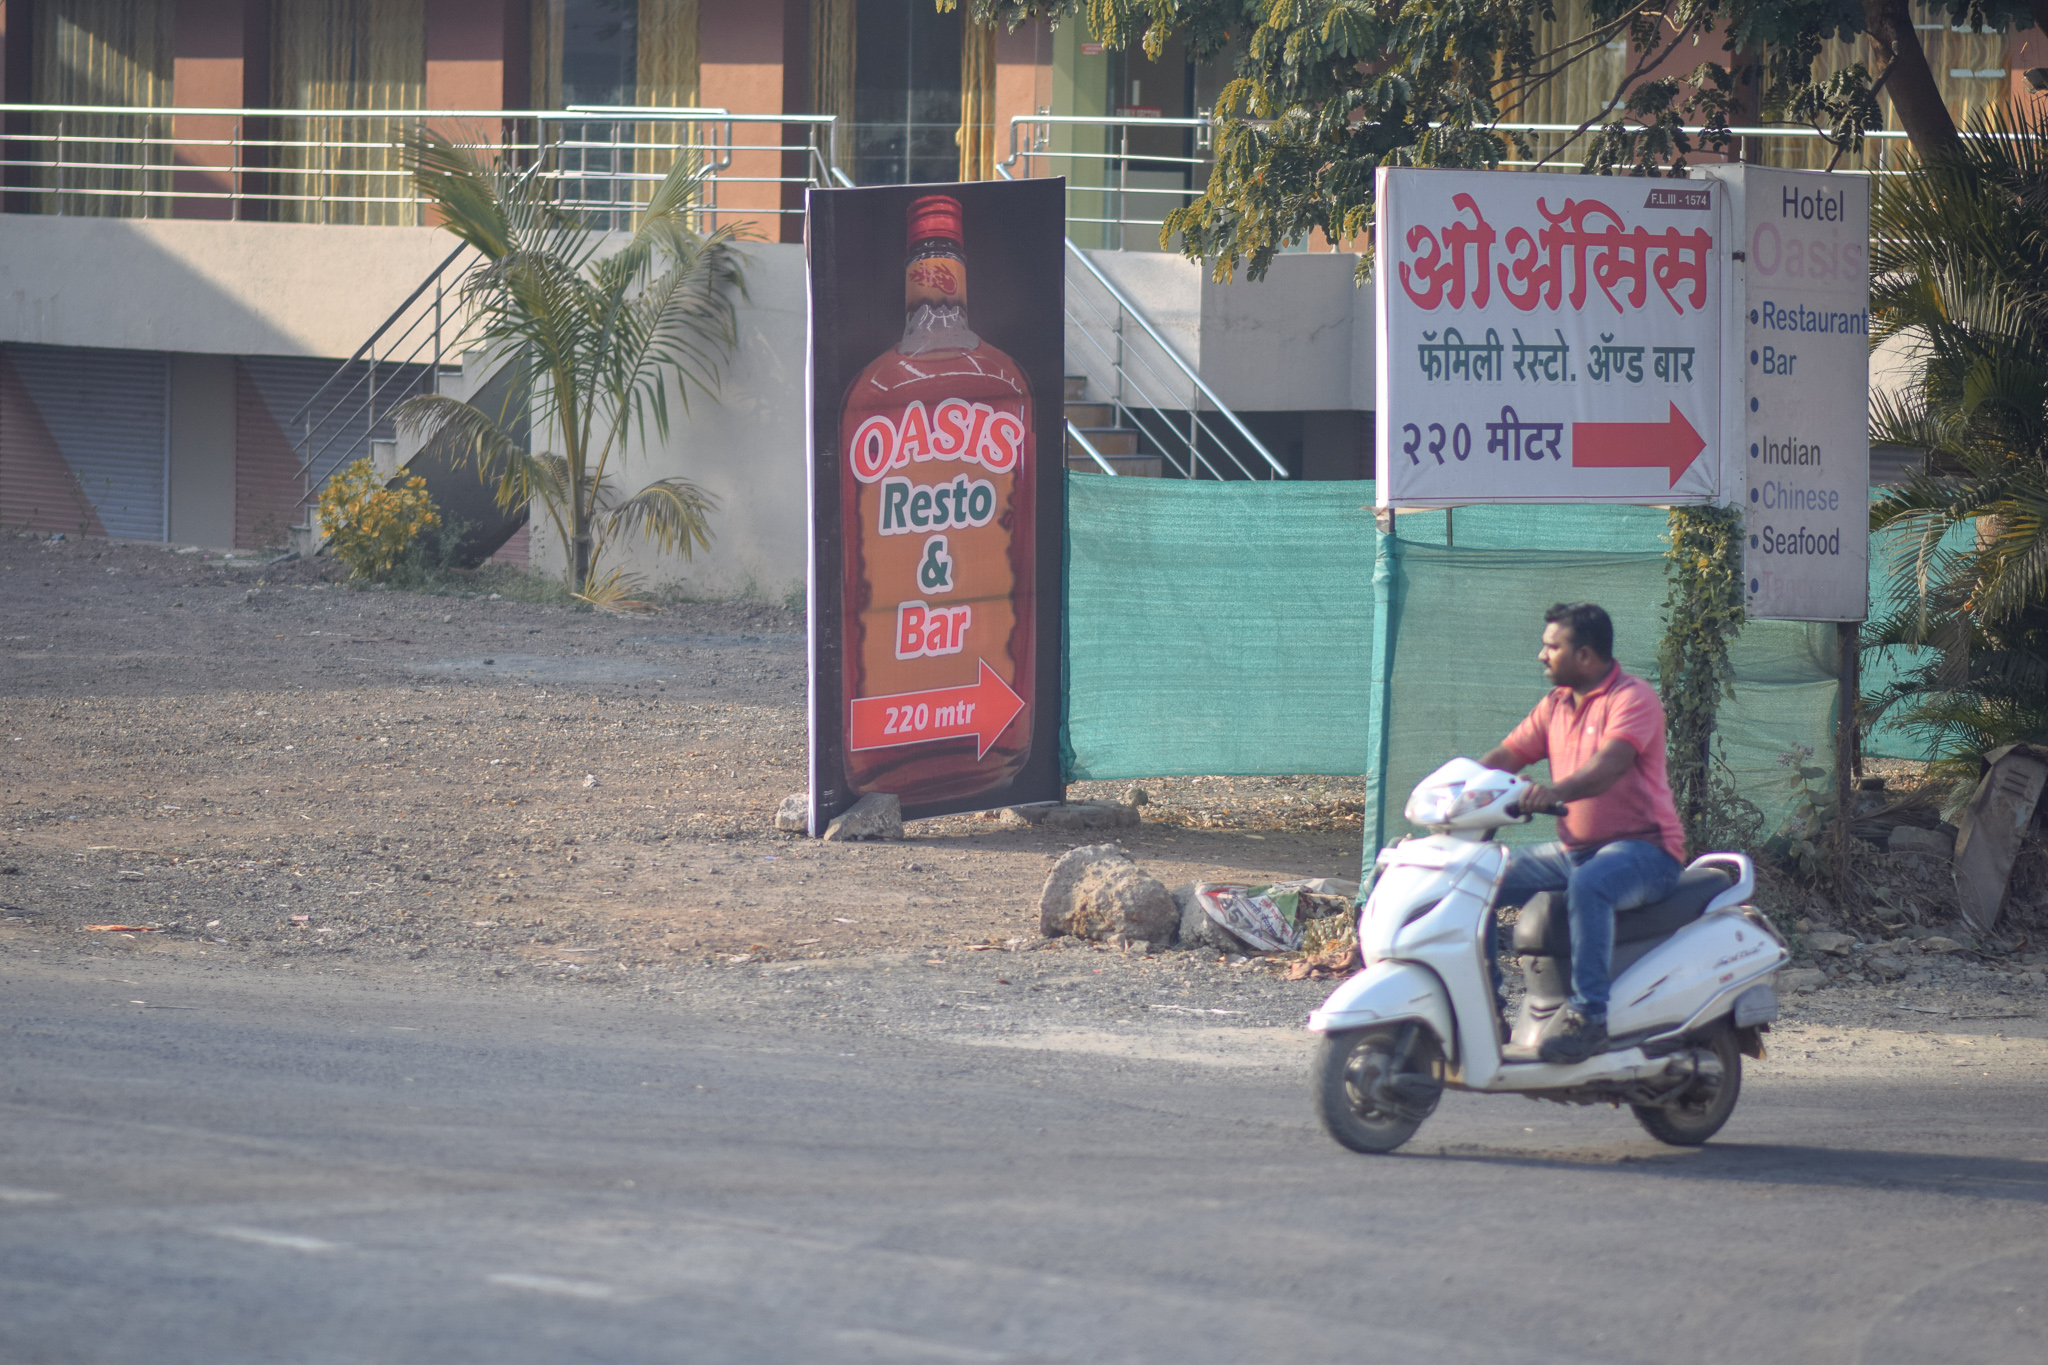 OASIS
Resto
&
Bar
220 mtr
F.L.III - 1574
ओॲसिस
फॅमिली रेस्टो. ॲण्ड बार
२२० मीटर
Hotel
Oasis
• Restaurant
• Bar
•
• Indian
• Chinese
• Seafood